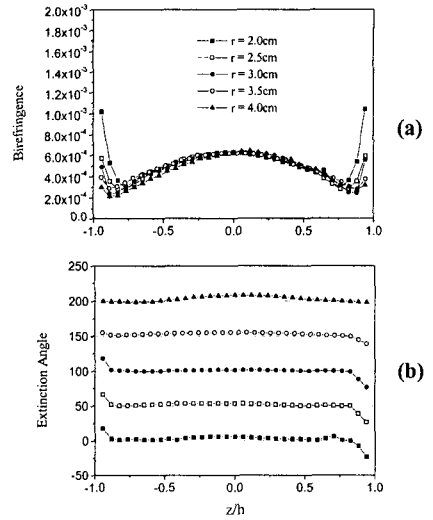 2.0x10⁻³
1.8x10⁻³
1.6x10⁻³
1.4x10⁻³
1.2x10⁻³
1.0x10⁻³
8.0x10⁻⁴
6.0x10⁻⁴
4.0x10⁻⁴
2.0x10⁻⁴
0.0
Birefringence
r = 2.0cm
r = 2.5cm
r = 3.0cm
r = 3.5cm
r = 4.0cm
-1.0 -0.5 0.0 0.5 1.0
(a)
250
200
150
100
50
0
-50
Extinction Angle
-1.0 -0.5 0.0 0.5 1.0
z/h
(b)